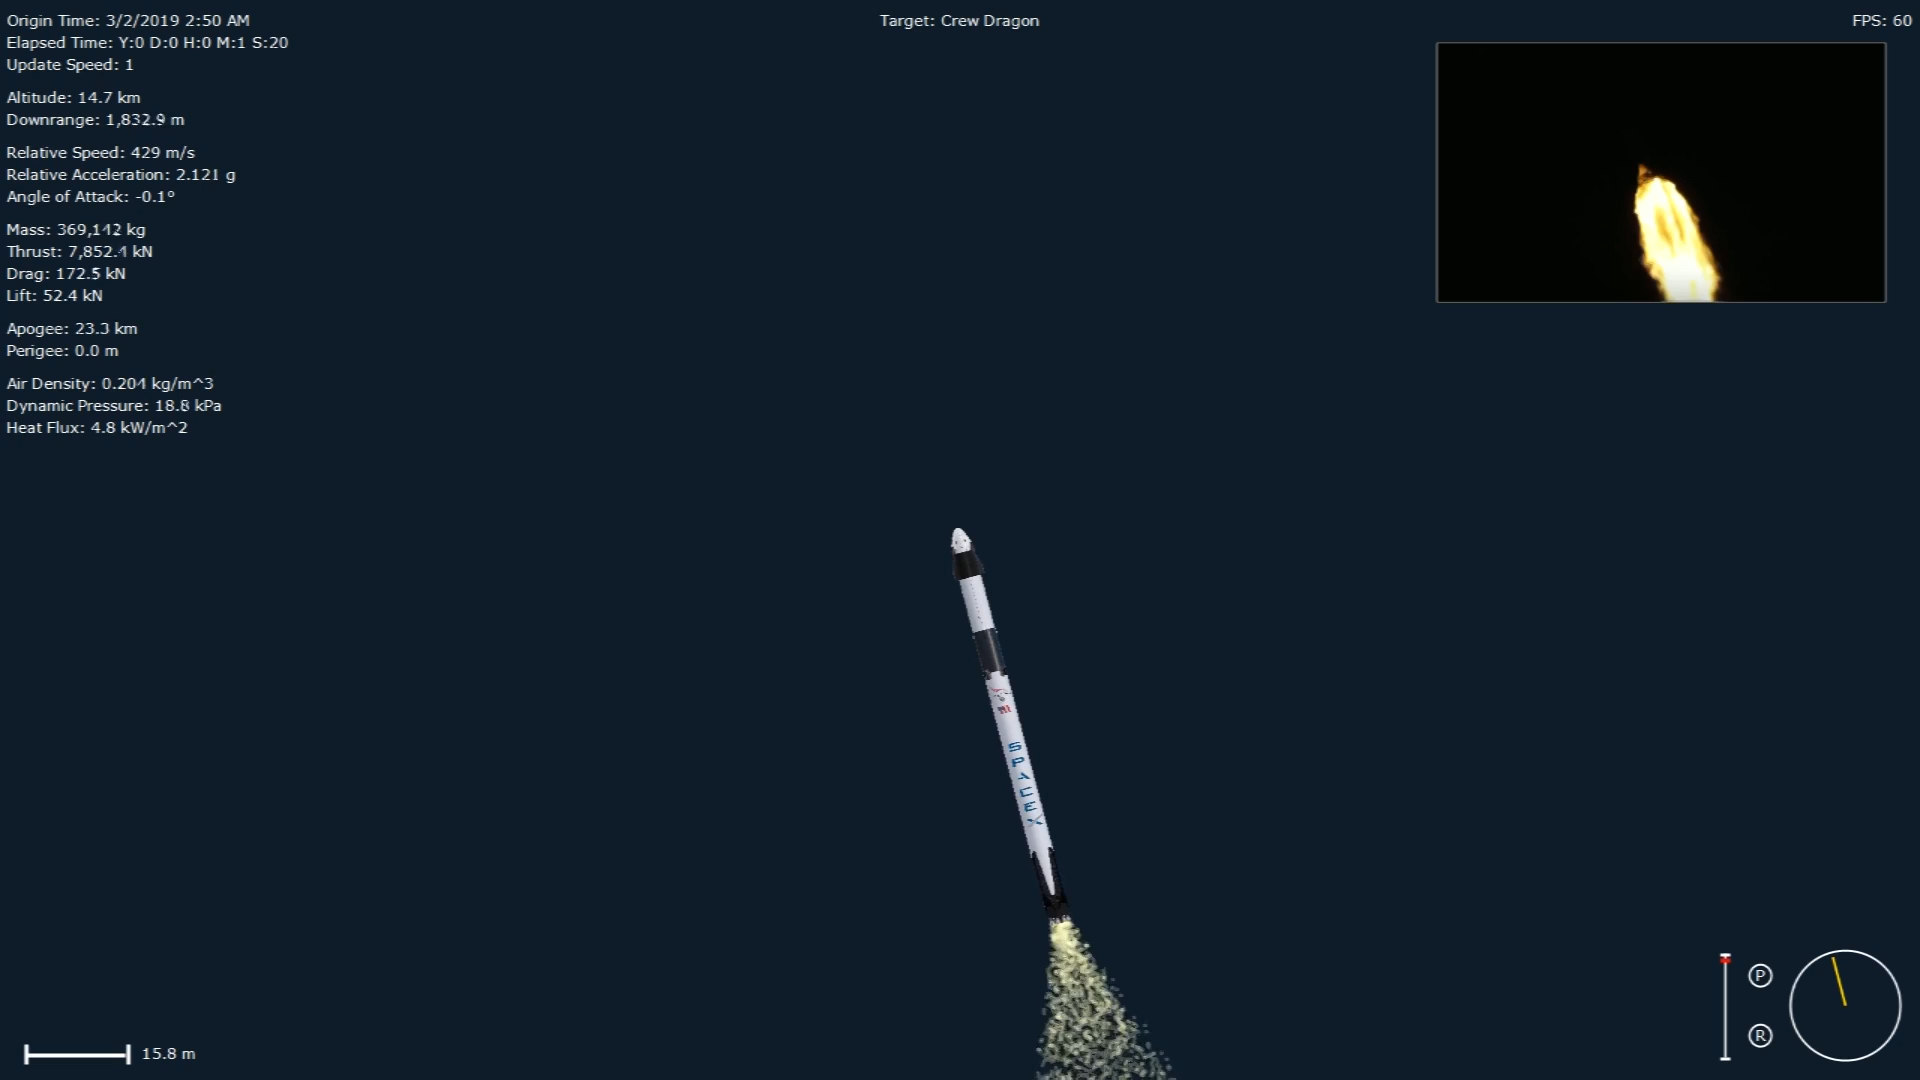 Origin Time: 3/2/2019 2:50 AM
Elapsed Time: Y:0 D:0 H:0 M:1 S:20
Update Speed: 1
Altitude: 14.7 km
Downrange: 1,832.9 m
Relative Speed: 429 m/s
Relative Acceleration: 2.121 g
Angle of Attack: -0.1°
Mass: 369,142 kg
Thrust: 7,852.4 kN
Drag: 172.5 kN
Lift: 52.4 kN
Apogee: 23.3 km
Perigee: 0.0 m
Air Density: 0.204 kg/m^3
Dynamic Pressure: 18.8 kPa
Heat Flux: 4.8 kW/m^2
Target: Crew Dragon
FPS: 60
SPACEX
15.8 m
P
R